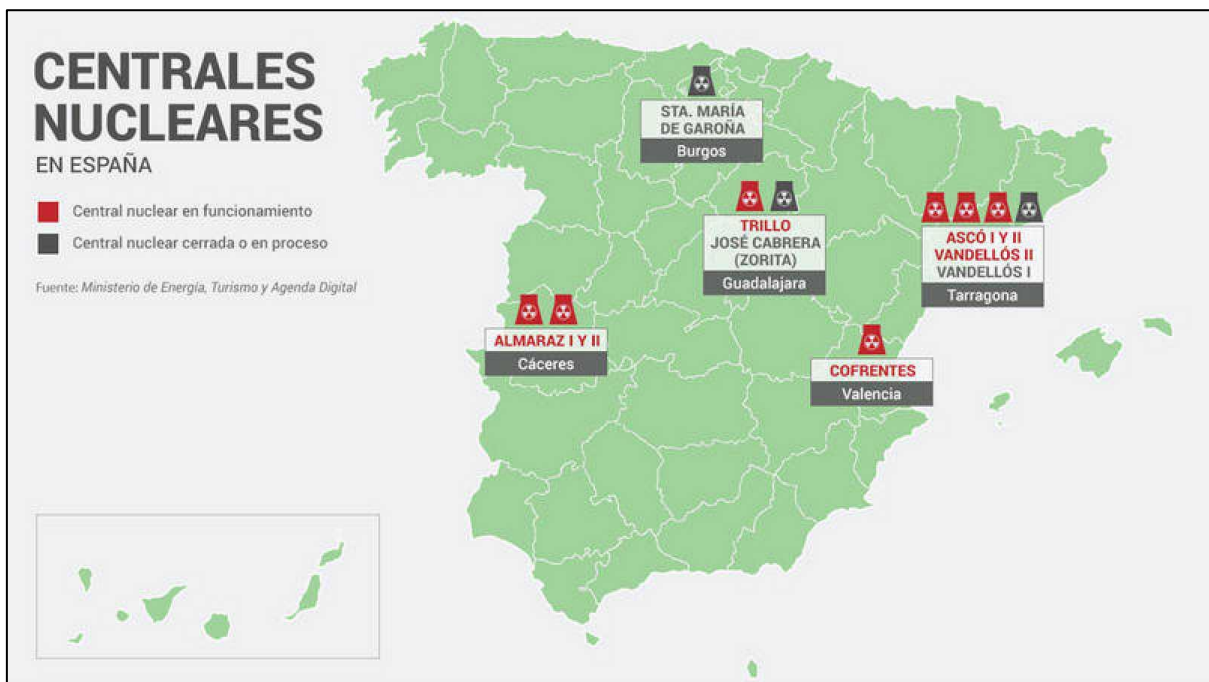 CENTRALES
NUCLEARES
EN ESPAÑA
Central nuclear en funcionamiento
Central nuclear cerrada o en proceso
Fuente: Ministerio de Energía, Turismo y Agenda Digital
STA. MARÍA
DE GAROÑA
Burgos
TRILLO
JOSÉ CABRERA
(ZORITA)
Guadalajara
ASCÓ I Y II
VANDELLÓS II
VANDELLÓS I
Tarragona
ALMARAZ I Y II
Cáceres
COFRENTES
Valencia